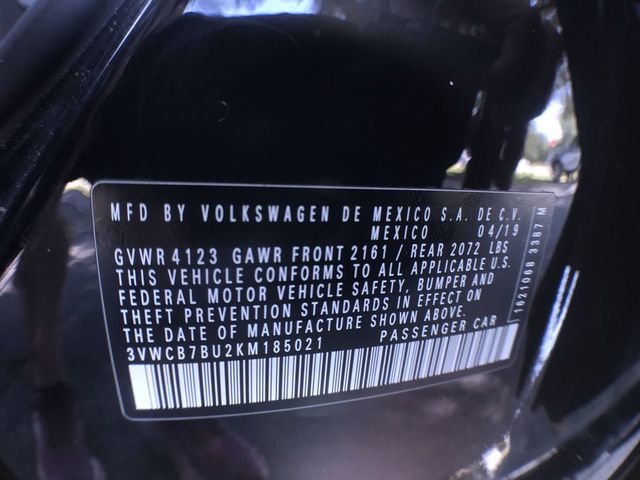 MFD BY VOLKSWAGEN DE MEXICO S.A. DE C.V.
MEXICO 04/19
GVWR 4123 GAWR FRONT 2161 / REAR 2072 LBS
THIS VEHICLE CONFORMS TO ALL APPLICABLE U.S.
FEDERAL MOTOR VEHICLE SAFETY, BUMPER AND
THEFT PREVENTION STANDARDS IN EFFECT ON
THE DATE OF MANUFACTURE SHOWN ABOVE.
3VWCB7BU2KM185021 PASSENGER CAR
1621068 3387 M